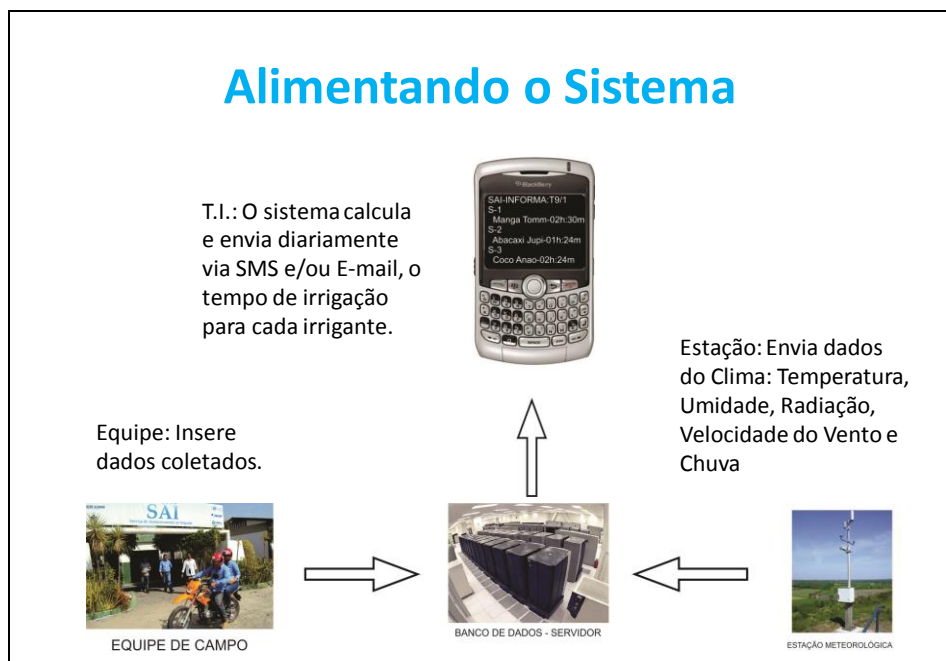 Alimentando o Sistema
T.I.: O sistema calcula
e envia diariamente
via SMS e/ou E-mail, o
tempo de irrigação
para cada irrigante.
BlackBerry
SAI-INFORMA:T9/1
S-1
Manga Tomm-02h:30m
S-2
Abacaxi Jupi-01h:24m
S-3
Coco Anao-02h:24m
Estação: Envia dados
do Clima: Temperatura,
Umidade, Radiação,
Velocidade do Vento e
Chuva
Equipe: Insere
dados coletados.
SAI
EQUIPE DE CAMPO
BANCO DE DADOS - SERVIDOR
ESTAÇÃO METEOROLÓGICA